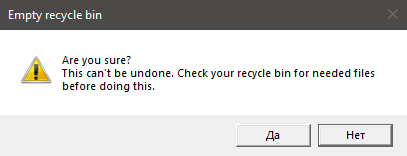 Empty recycle bin
Are you sure?
This can't be undone. Check your recycle bin for needed files
before doing this.
Да
Нет